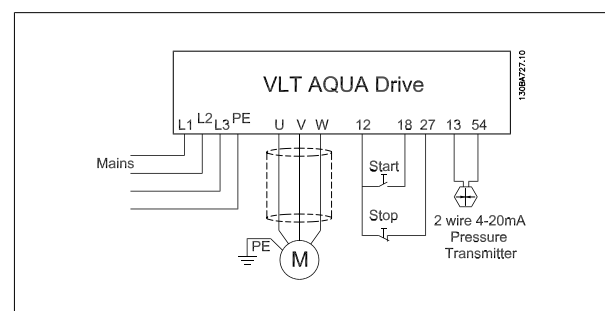 VLT AQUA Drive
130BA727.10
L1 L2 L3 PE U V W 12 18 27 13 54
Mains
Start
Stop
PE
M
2 wire 4-20mA
Pressure
Transmitter